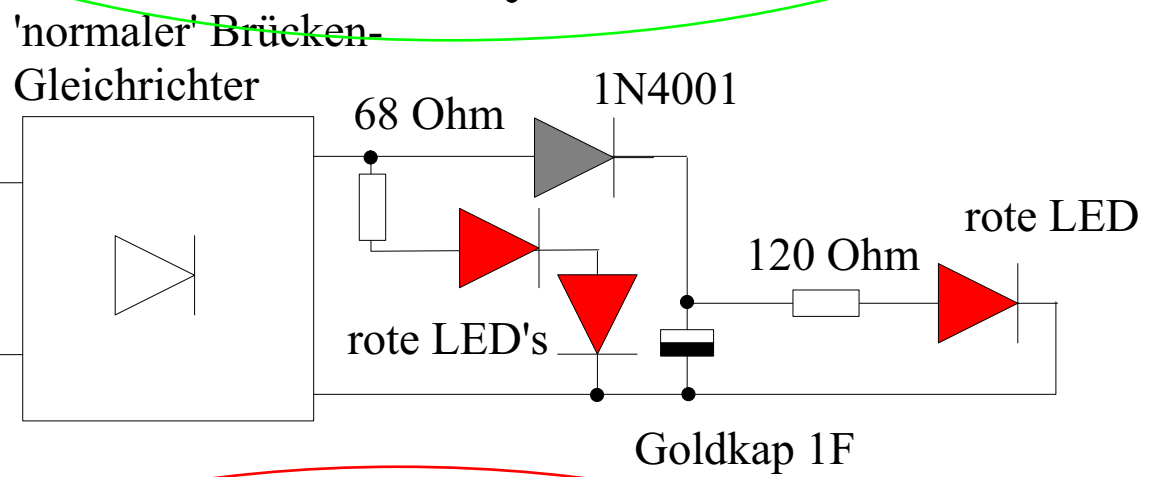 'normaler' Brücken-
Gleichrichter
68 Ohm
1N4001
rote LED
120 Ohm
rote LED's
Goldkap 1F